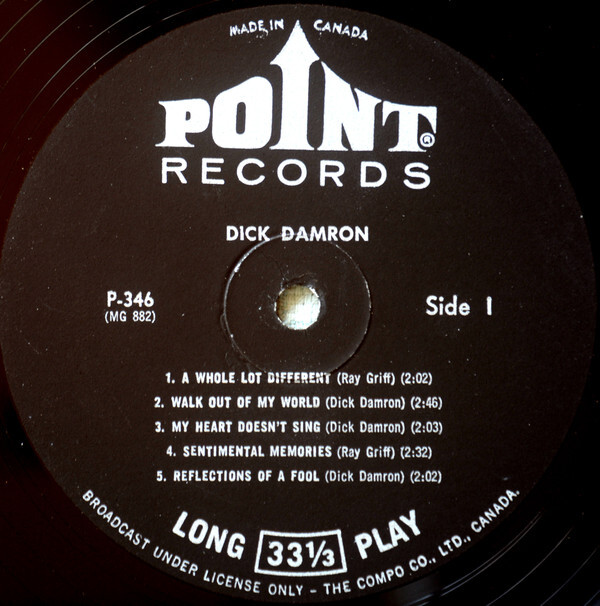 MADE IN CANADA
POINT ®
RECORDS
DICK DAMRON
P-346
(MG 882)
Side 1
1. A WHOLE LOT DIFFERENT (Ray Griff) (2:02)
2. WALK OUT OF MY WORLD (Dick Damron) (2:46)
3. MY HEART DOESN'T SING (Dick Damron) (2:03)
4. SENTIMENTAL MEMORIES (Ray Griff) (2:32)
5. REFLECTIONS OF A FOOL (Dick Damron) (2:02)
LONG 33⅓ PLAY
BROADCAST UNDER LICENSE ONLY - THE COMPO CO., LTD., CANADA.